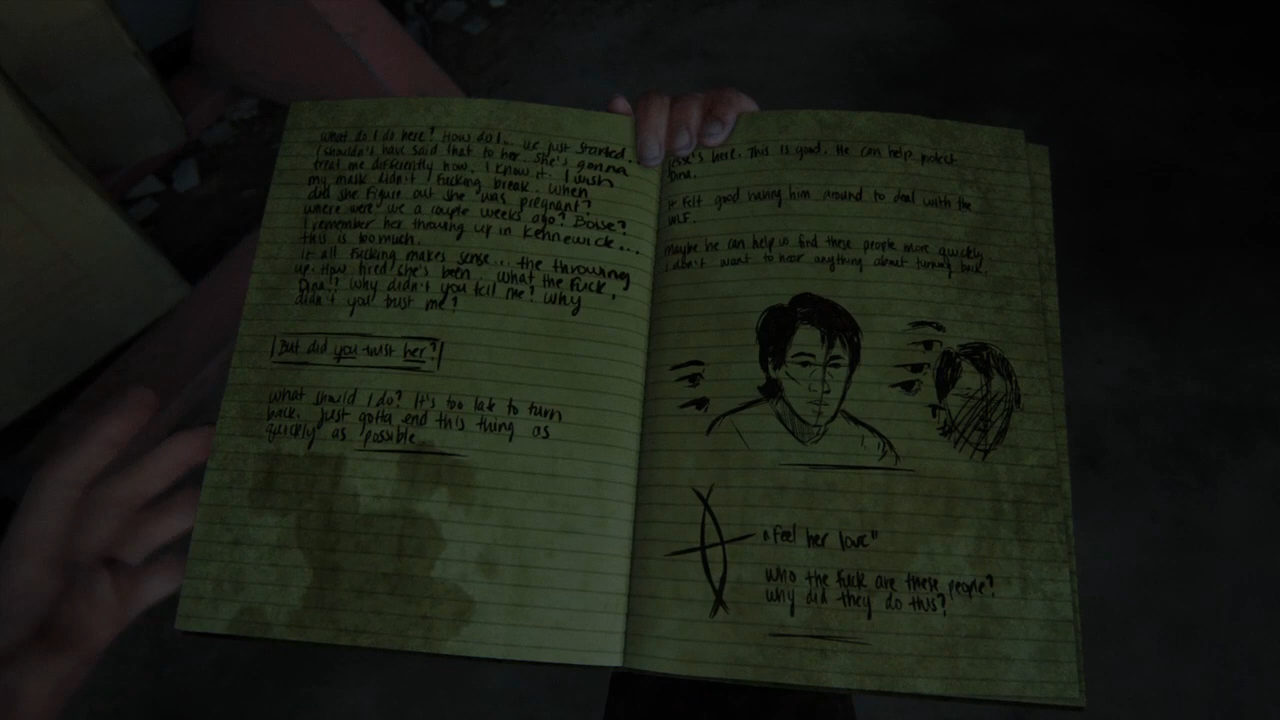 what do I do here? How do I... we just started.
I shouldn't have said that to her. She's gonna
treat me differently now. I know it. I wish
my mask didn't fucking break. When
did she figure out she was pregnant?
where were we a couple weeks ago? Boise?
I remember her throwing up in Kennewick...
this is too much.
it all fucking makes sense... the throwing
up. How tired she's been. what the fuck,
Dina!? why didn't you tell me? why
didn't you trust me?
But did you trust her?
what should I do? It's too late to turn
back. Just gotta end this thing as
quickly as possible
Jesse's here. This is good. He can help protect
Dina.
it felt good having him around to deal with the
WLF.
maybe he can help us find these people more quickly
I don't want to hear anything about turning back.
"Feel her love"
who the fuck are these people?
why did they do this?